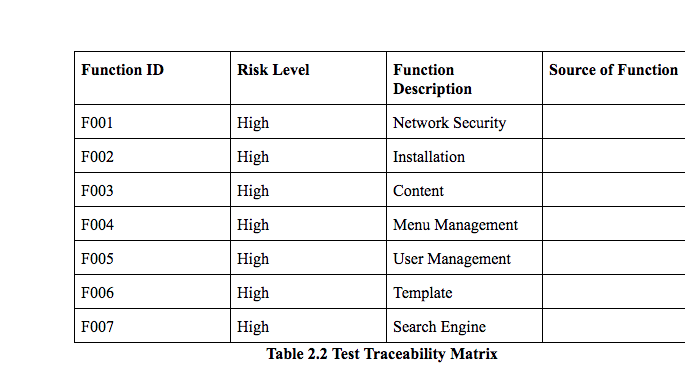 Function ID Risk Level Function Description Source of Function
F001 High Network Security
F002 High Installation
F003 High Content
F004 High Menu Management
F005 High User Management
F006 High Template
F007 High Search Engine
Table 2.2 Test Traceability Matrix